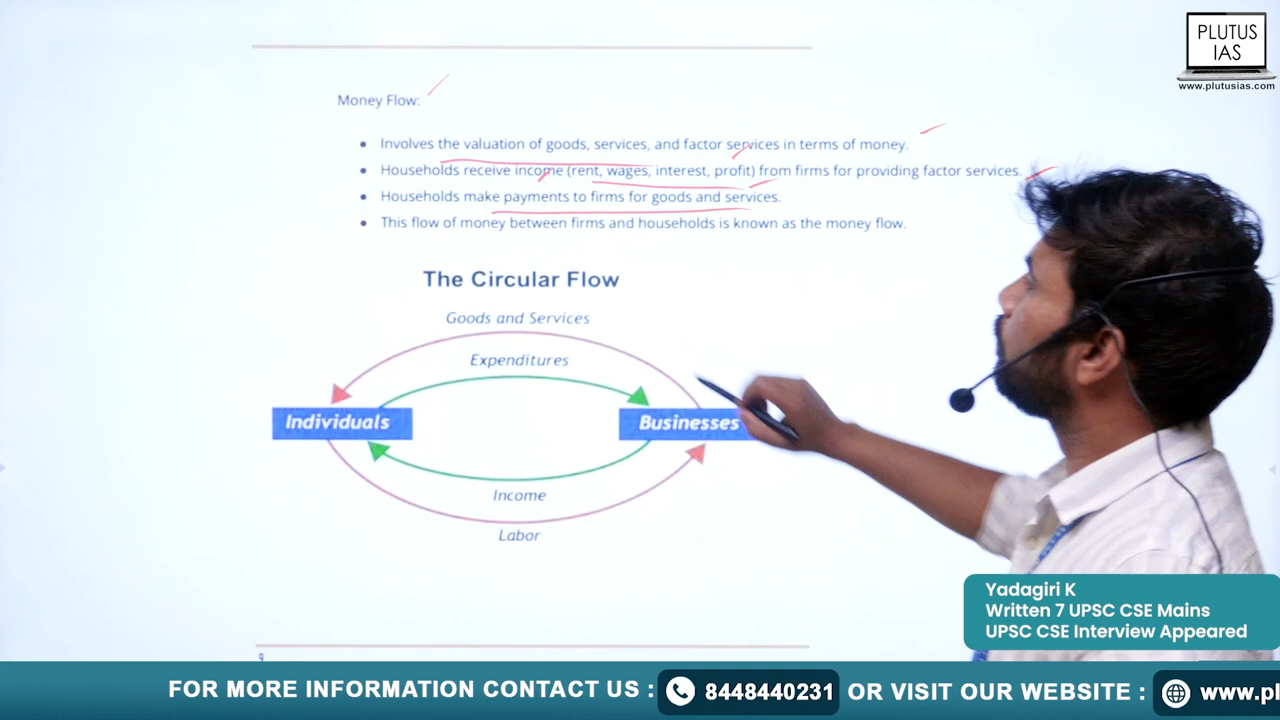 PLUTUS
IAS
www.plutusias.com
Money Flow:
• Involves the valuation of goods, services, and factor services in terms of money.
• Households receive income (rent, wages, interest, profit) from firms for providing factor services.
• Households make payments to firms for goods and services.
• This flow of money between firms and households is known as the money flow.
The Circular Flow
Goods and Services
Expenditures
Individuals
Businesses
Income
Labor
Yadagiri K
Written 7 UPSC CSE Mains
UPSC CSE Interview Appeared
9
FOR MORE INFORMATION CONTACT US : 8448440231 OR VISIT OUR WEBSITE : www.pl